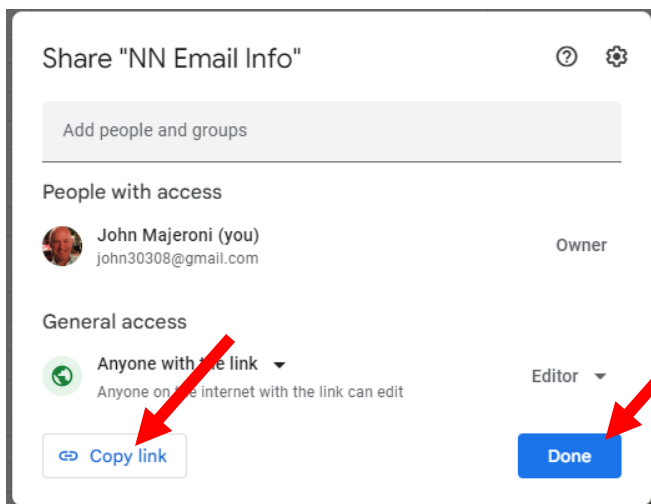 Share "NN Email Info"
Add people and groups
People with access
John Majeroni (you)
Owner
john30308@gmail.com
General access
Anyone with the link
Editor
Anyone on the internet with the link can edit
Copy link
Done